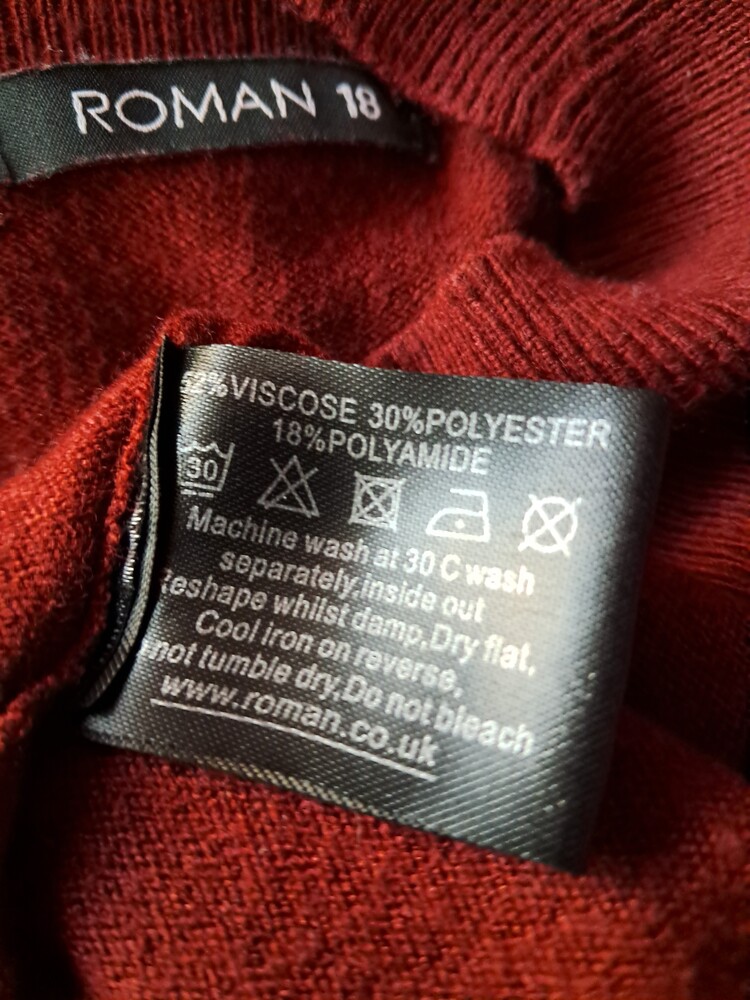 ROMAN 18
52%VISCOSE 30%POLYESTER
18%POLYAMIDE
30
Machine wash at 30 C wash
separately,inside out
Reshape whilst damp,Dry flat,
Cool iron on reverse,
not tumble dry,Do not bleach
www.roman.co.uk